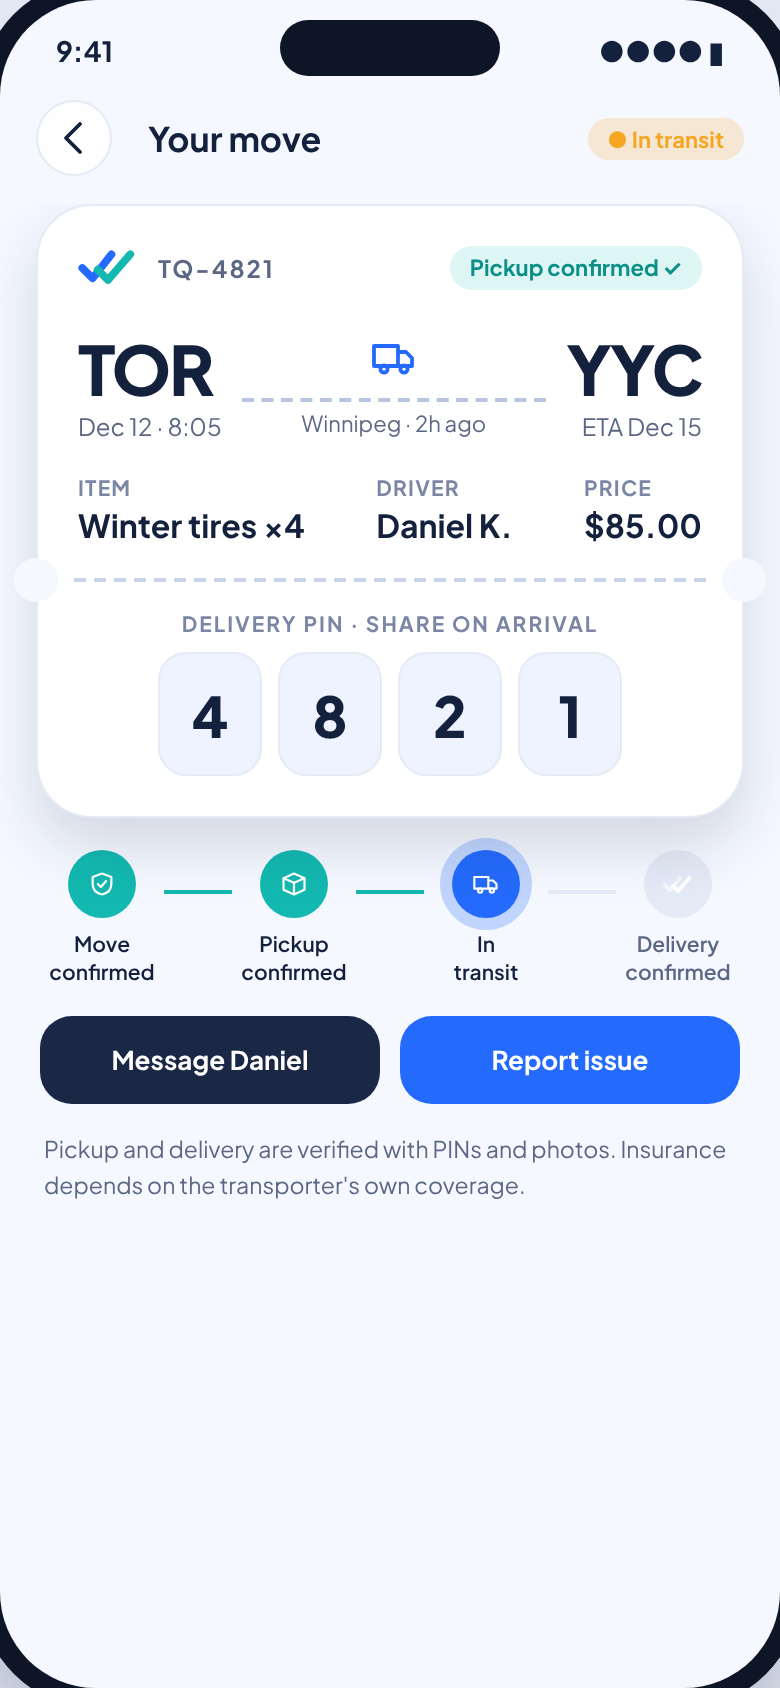 9:41
Your move
In transit
TQ-4821
Pickup confirmed ✓
TOR
YYC
Dec 12 · 8:05
Winnipeg · 2h ago
ETA Dec 15
ITEM
DRIVER
PRICE
Winter tires ×4
Daniel K.
$85.00
DELIVERY PIN · SHARE ON ARRIVAL
4 8 2 1
Move confirmed
Pickup confirmed
In transit
Delivery confirmed
Message Daniel
Report issue
Pickup and delivery are verified with PINs and photos. Insurance
depends on the transporter's own coverage.